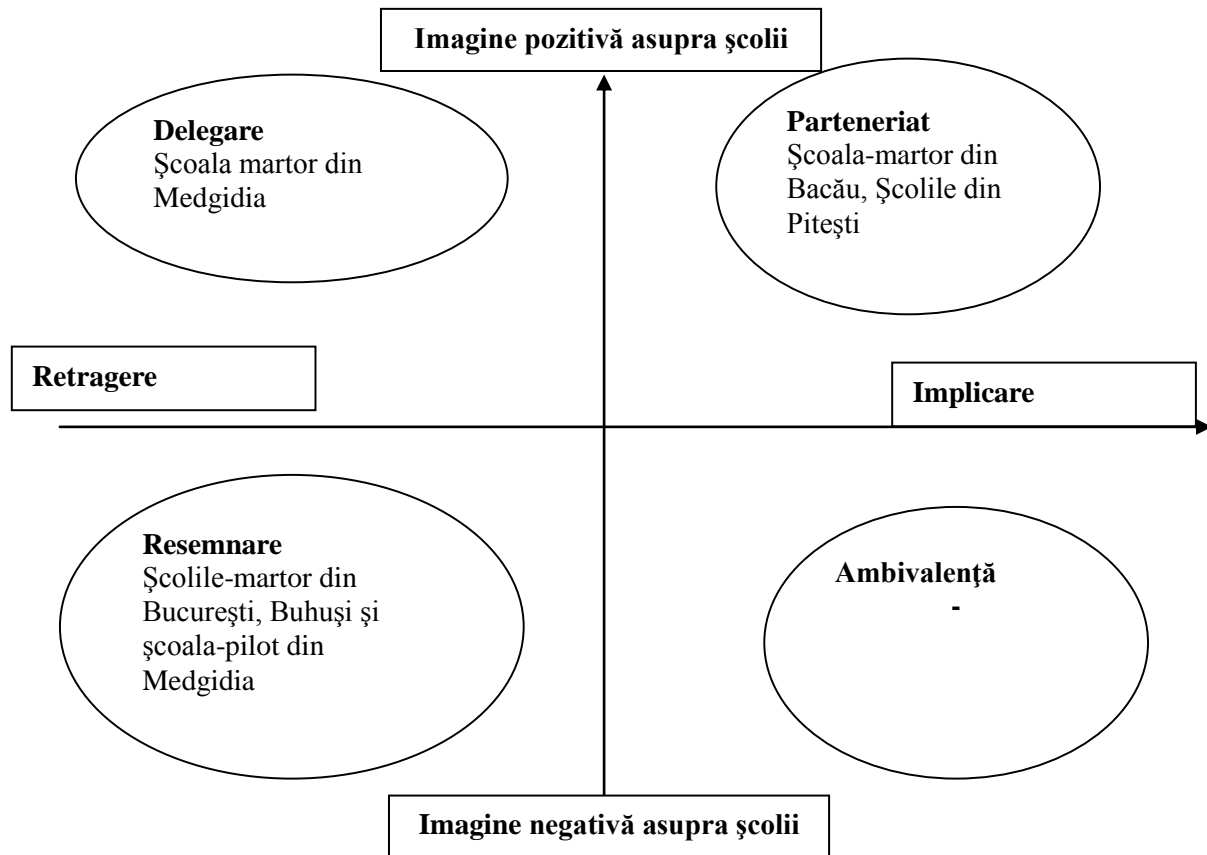 Imagine pozitivă asupra şcolii
Delegare
Şcoala martor din
Medgidia
Parteneriat
Şcoala-martor din
Bacău, Şcolile din
Piteşti
Retragere
Implicare
Resemnare
Şcolile-martor din
Bucureşti, Buhuşi şi
şcoala-pilot din
Medgidia
Ambivalenţă
-
Imagine negativă asupra şcolii